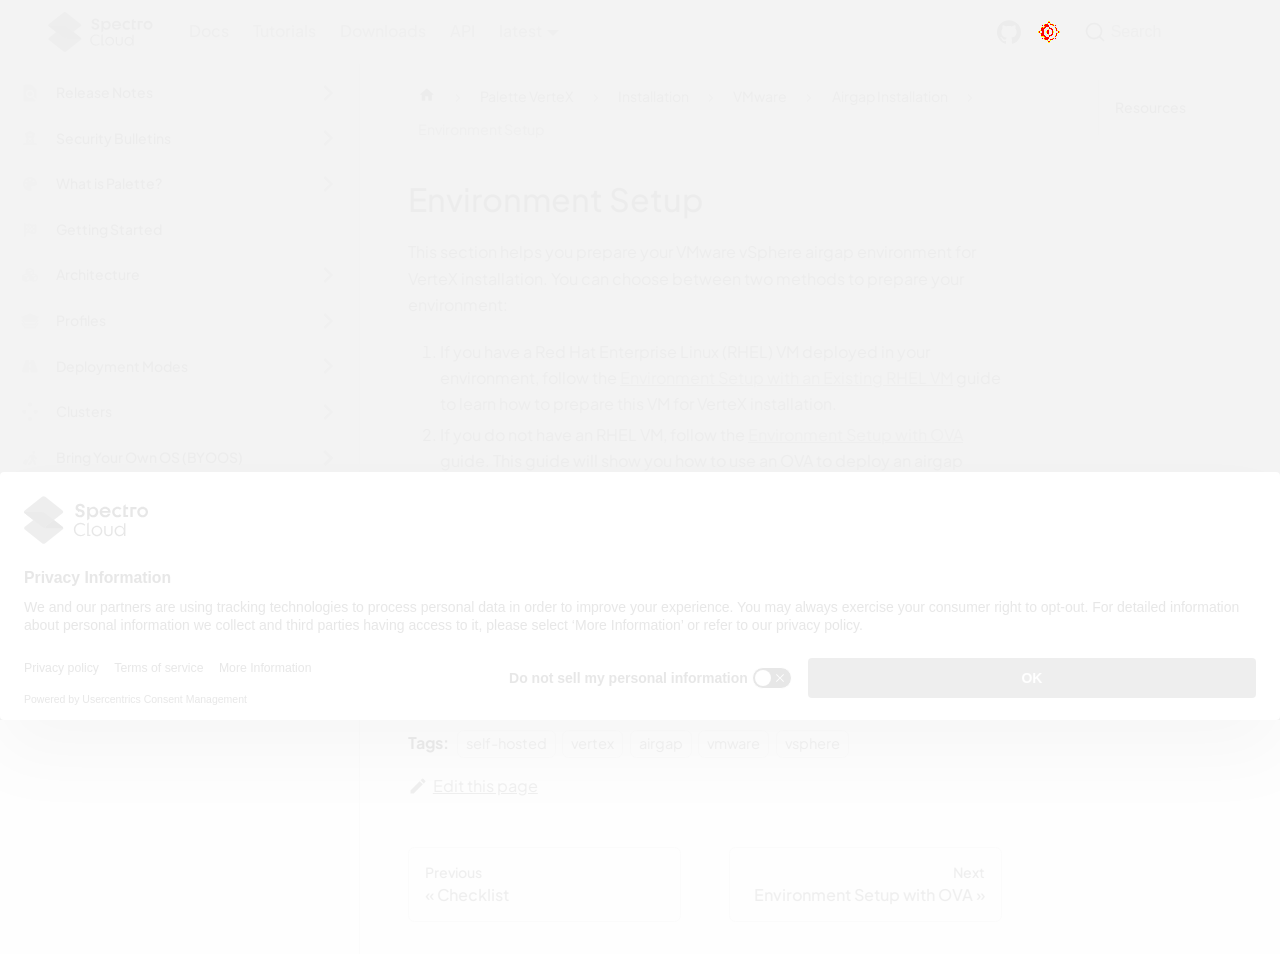 Spectro
Cloud
Docs Tutorials Downloads API latest
Search
Release Notes
Security Bulletins
What is Palette?
Getting Started
Architecture
Profiles
Deployment Modes
Clusters
Bring Your Own OS (BYOOS)
Palette VerteX Installation VMware Airgap Installation
Environment Setup
Resources
Environment Setup
This section helps you prepare your VMware vSphere airgap environment for
VerteX installation. You can choose between two methods to prepare your
environment:
1. If you have a Red Hat Enterprise Linux (RHEL) VM deployed in your
environment, follow the Environment Setup with an Existing RHEL VM guide
to learn how to prepare this VM for VerteX installation.
2. If you do not have an RHEL VM, follow the Environment Setup with OVA
guide. This guide will show you how to use an OVA to deploy an airgap
Spectro
Cloud
Privacy Information
We and our partners are using tracking technologies to process personal data in order to improve your experience. You may always exercise your consumer right to opt-out. For detailed information
about personal information we collect and third parties having access to it, please select ‘More Information’ or refer to our privacy policy.
Privacy policy Terms of service More Information
Do not sell my personal information
OK
Powered by Usercentrics Consent Management
Tags: self-hosted vertex airgap vmware vsphere
Edit this page
Previous
« Checklist
Next
Environment Setup with OVA »